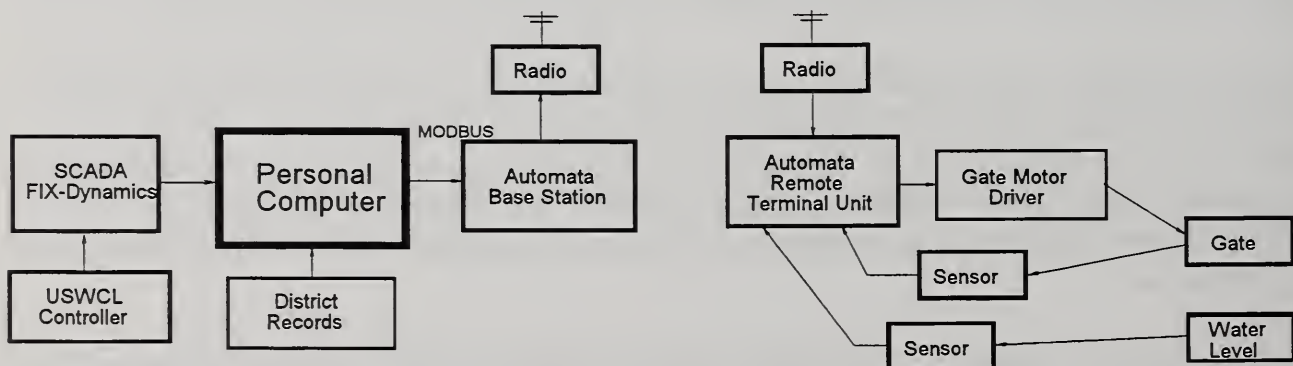 Radio
Radio
MODBUS
SCADA
FIX-Dynamics
Personal
Computer
Automata
Base Station
Automata
Remote
Terminal Unit
Gate Motor
Driver
Gate
Sensor
USWCL
Controller
District
Records
Sensor
Water
Level